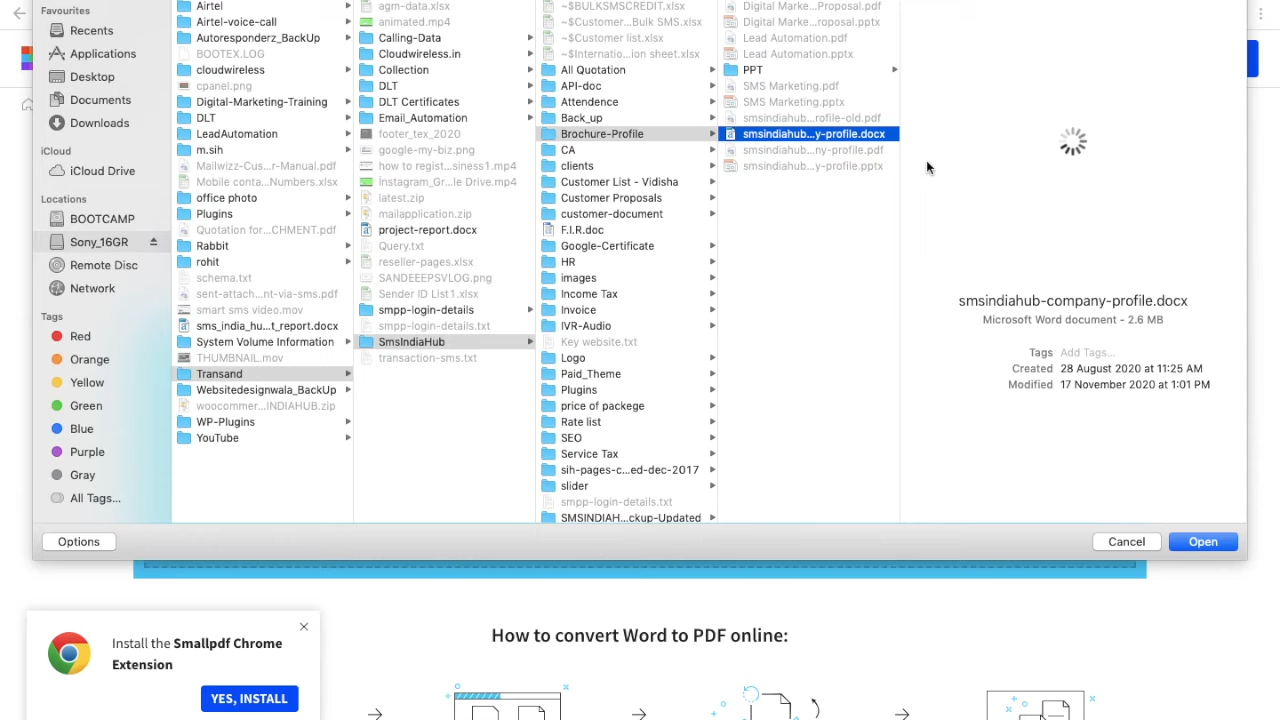 Favourites
Recents
Applications
Desktop
Documents
Downloads
iCloud
iCloud Drive
Locations
BOOTCAMP
Sony_16GR
Remote Disc
Network
Tags
Red
Orange
Yellow
Green
Blue
Purple
Gray
All Tags...
Airtel
Airtel-voice-call
Autoresponderz_BackUp
BOOTEX.LOG
cloudwireless
cpanel.png
Digital-Marketing-Training
DLT
LeadAutomation
m.sih
Mailwizz-Cus...r-Manual.pdf
Mobile conta...Numbers.xlsx
office photo
Plugins
Quotation for...CHMENT.pdf
Rabbit
rohit
schema.txt
sent-attach...nt-via-sms.pdf
smart sms video.mov
sms_india_hu...t_report.docx
System Volume Information
THUMBNAIL.mov
Transand
Websitedesignwala_BackUp
woocommer...INDIAHUB.zip
WP-Plugins
YouTube
agm-data.xlsx
animated.mp4
Calling-Data
Cloudwireless.in
Collection
DLT
DLT Certificates
Email_Automation
footer_tex_2020
google-my-biz.png
how to regist...siness1.mp4
İnstagram_Gr...le Drive.mp4
latest.zip
mailapplication.zip
project-report.docx
Query.txt
reseller-pages.xlsx
SANDEEEPSVLOG.png
Sender ID List1.xlsx
smpp-login-details
smpp-login-details.txt
SmsIndiaHub
transaction-sms.txt
~$BULKSMSCREDIT.xlsx
~$Customer...Bulk SMS.xlsx
~$Customer list.xlsx
~$Internatio...ion sheet.xlsx
All Quotation
API-doc
Attendence
Back_up
Brochure-Profile
CA
clients
Customer List - Vidisha
Customer Proposals
customer-document
F.I.R.doc
Google-Certificate
HR
images
Income Tax
Invoice
IVR-Audio
Key website.txt
Logo
Paid_Theme
Plugins
price of packege
Rate list
SEO
Service Tax
sih-pages-c...ed-dec-2017
slider
smpp-login-details.txt
SMSINDIAH...ckup-Updated
Digital Marke...Proposal.pdf
Digital Marke...roposal.pptx
Lead Automation.pdf
Lead Automation.pptx
PPT
SMS Marketing.pdf
SMS Marketing.pptx
smsindiahub...rofile-old.pdf
smsindiahub...y-profile.docx
smsindiahub...ny-profile.pdf
smsindiahub...y-profile.pptx
smsindiahub-company-profile.docx
Microsoft Word document - 2.6 MB
Tags Add Tags...
Created 28 August 2020 at 11:25 AM
Modified 17 November 2020 at 1:01 PM
Options
Cancel
Open
Install the Smallpdf Chrome
Extension
YES, INSTALL
How to convert Word to PDF online: